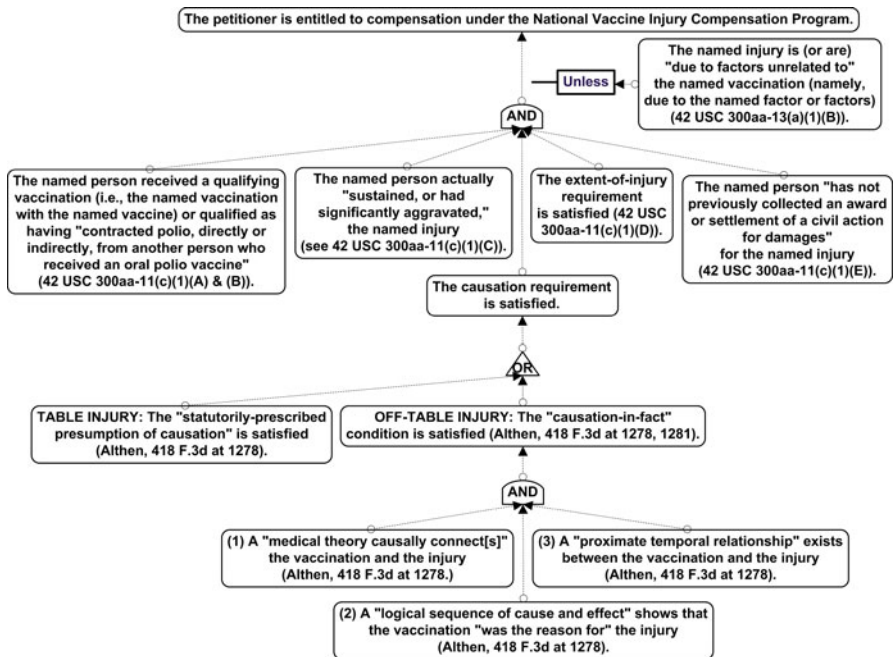 The petitioner is entitled to compensation under the National Vaccine Injury Compensation Program.
Unless
The named injury is (or are)
"due to factors unrelated to"
the named vaccination (namely,
due to the named factor or factors)
(42 USC 300aa-13(a)(1)(B)).
AND
The named person received a qualifying
vaccination (i.e., the named vaccination
with the named vaccine) or qualified as
having "contracted polio, directly or
indirectly, from another person who
received an oral polio vaccine"
(42 USC 300aa-11(c)(1)(A) & (B)).
The named person actually
"sustained, or had
significantly aggravated,"
the named injury
(see 42 USC 300aa-11(c)(1)(C)).
The extent-of-injury
requirement
is satisfied (42 USC
300aa-11(c)(1)(D)).
The named person "has not
previously collected an award
or settlement of a civil action
for damages"
for the named injury
(42 USC 300aa-11(c)(1)(E)).
The causation requirement
is satisfied.
OR
TABLE INJURY: The "statutorily-prescribed
presumption of causation" is satisfied
(Althen, 418 F.3d at 1278).
OFF-TABLE INJURY: The "causation-in-fact"
condition is satisfied (Althen, 418 F.3d at 1278, 1281).
AND
(1) A "medical theory causally connect[s]"
the vaccination and the injury
(Althen, 418 F.3d at 1278.)
(3) A "proximate temporal relationship" exists
between the vaccination and the injury
(Althen, 418 F.3d at 1278).
(2) A "logical sequence of cause and effect" shows that
the vaccination "was the reason for" the injury
(Althen, 418 F.3d at 1278).